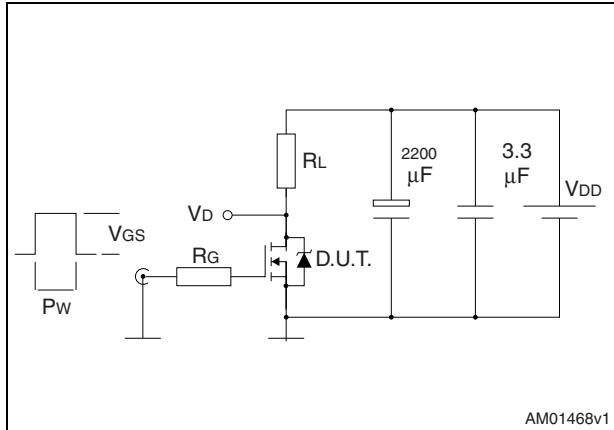 RL
2200
μF
3.3
μF
VDD
VD
VGS
RG
D.U.T.
PW
AM01468v1